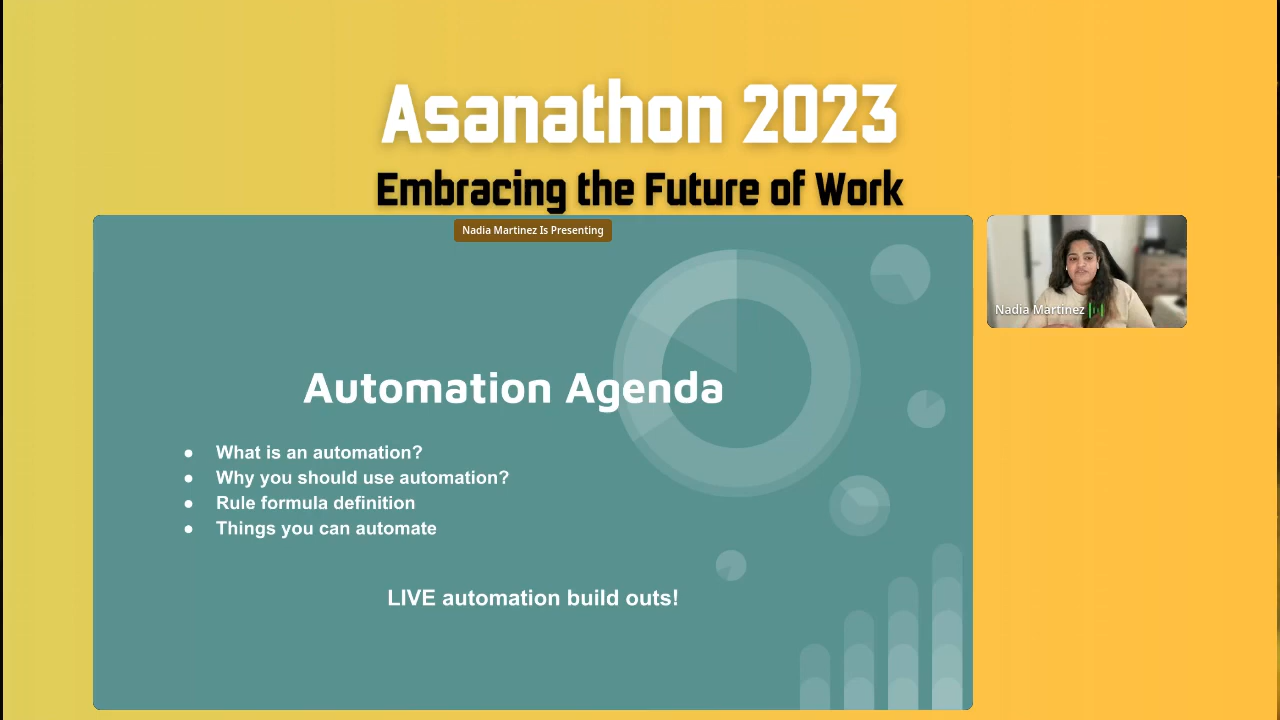 Asanathon 2023
Embracing the Future of Work
Nadia Martinez Is Presenting
Nadia Martinez
Automation Agenda
● What is an automation?
● Why you should use automation?
● Rule formula definition
● Things you can automate
LIVE automation build outs!